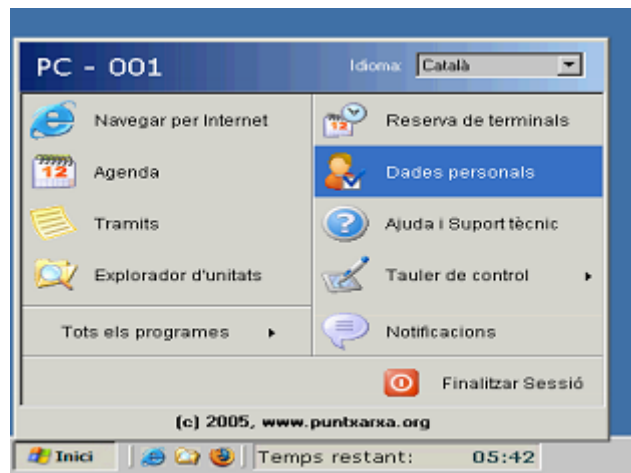 PC - 001
Idioma: Català
Navegar per Internet
Agenda
Tramits
Explorador d'unitats
Tots els programes
Reserva de terminals
Dades personals
Ajuda i Suport tècnic
Tauler de control
Notificacions
Finalitzar Sessió
(c) 2005, www.puntxarxa.org
Inici
Temps restant: 05:42